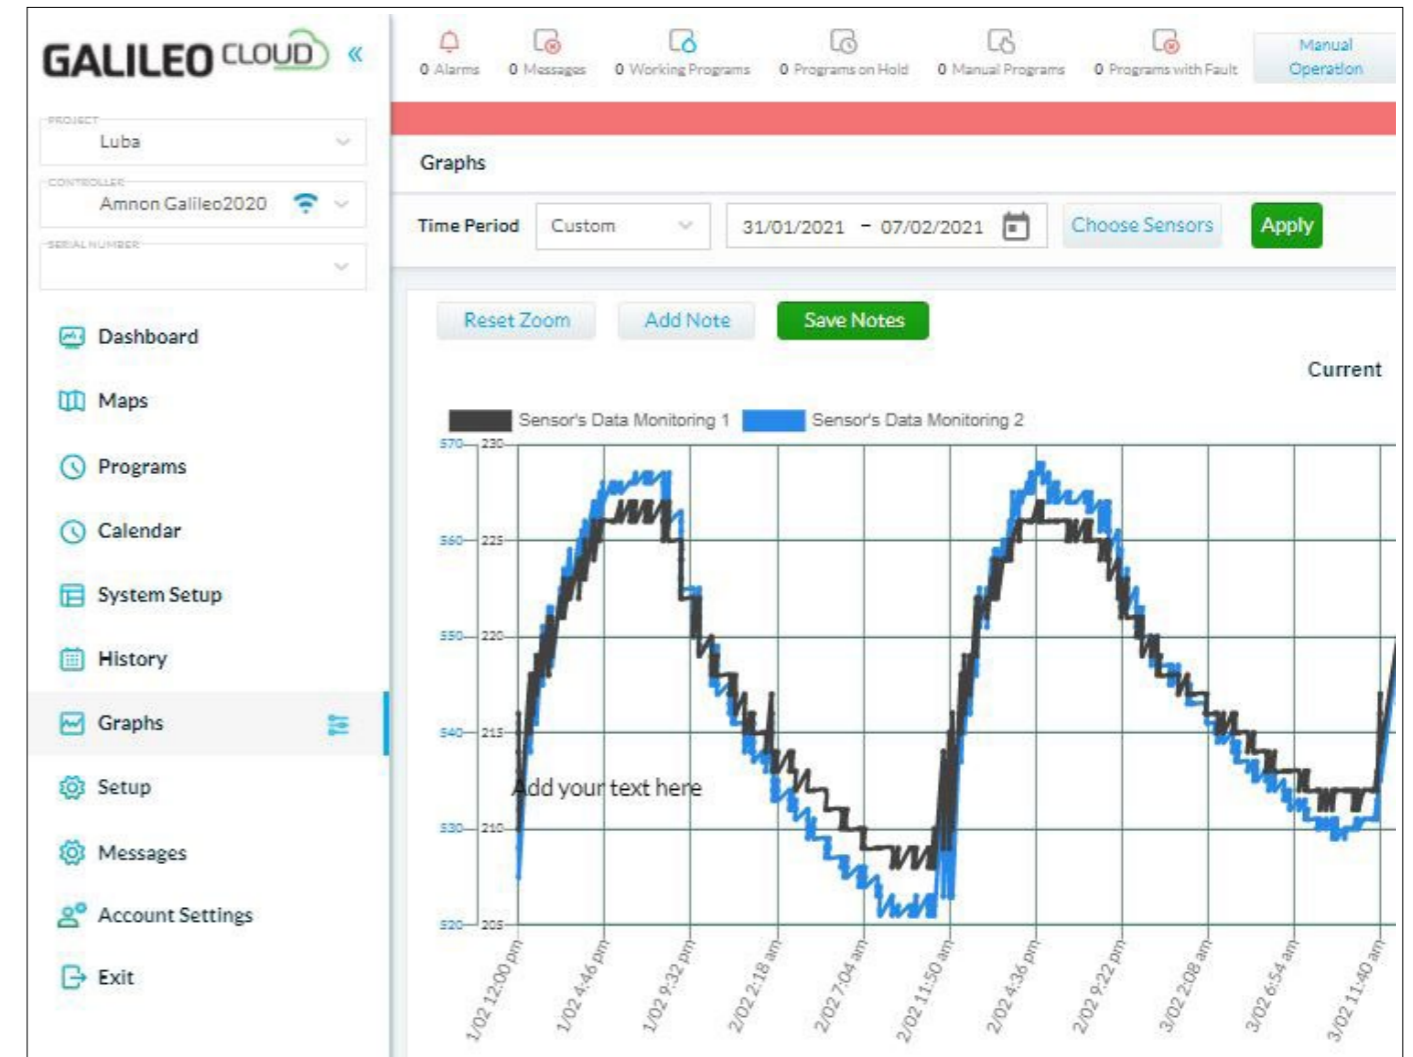 GALILEO CLOUD «
0 Alarms 0 Messages 0 Working Programs 0 Programs on Hold 0 Manual Programs 0 Programs with Fault Manual Operation
PROJECT
Luba
CONTROLLER
Amnon Galileo2020
SERIAL NUMBER
Dashboard
Maps
Programs
Calendar
System Setup
History
Graphs
Setup
Messages
Account Settings
Exit
Graphs
Time Period Custom 31/01/2021 - 07/02/2021 Choose Sensors Apply
Reset Zoom Add Note Save Notes
Current
Sensor's Data Monitoring 1 Sensor's Data Monitoring 2
570 230
560 225
550 220
540 215
Add your text here
530 210
520 205
1/02 12:00 pm 1/02 4:46 pm 1/02 9:32 pm 2/02 2:18 am 2/02 7:04 am 2/02 11:50 am 2/02 4:36 pm 2/02 9:22 pm 3/02 2:08 am 3/02 6:54 am 3/02 11:40 am